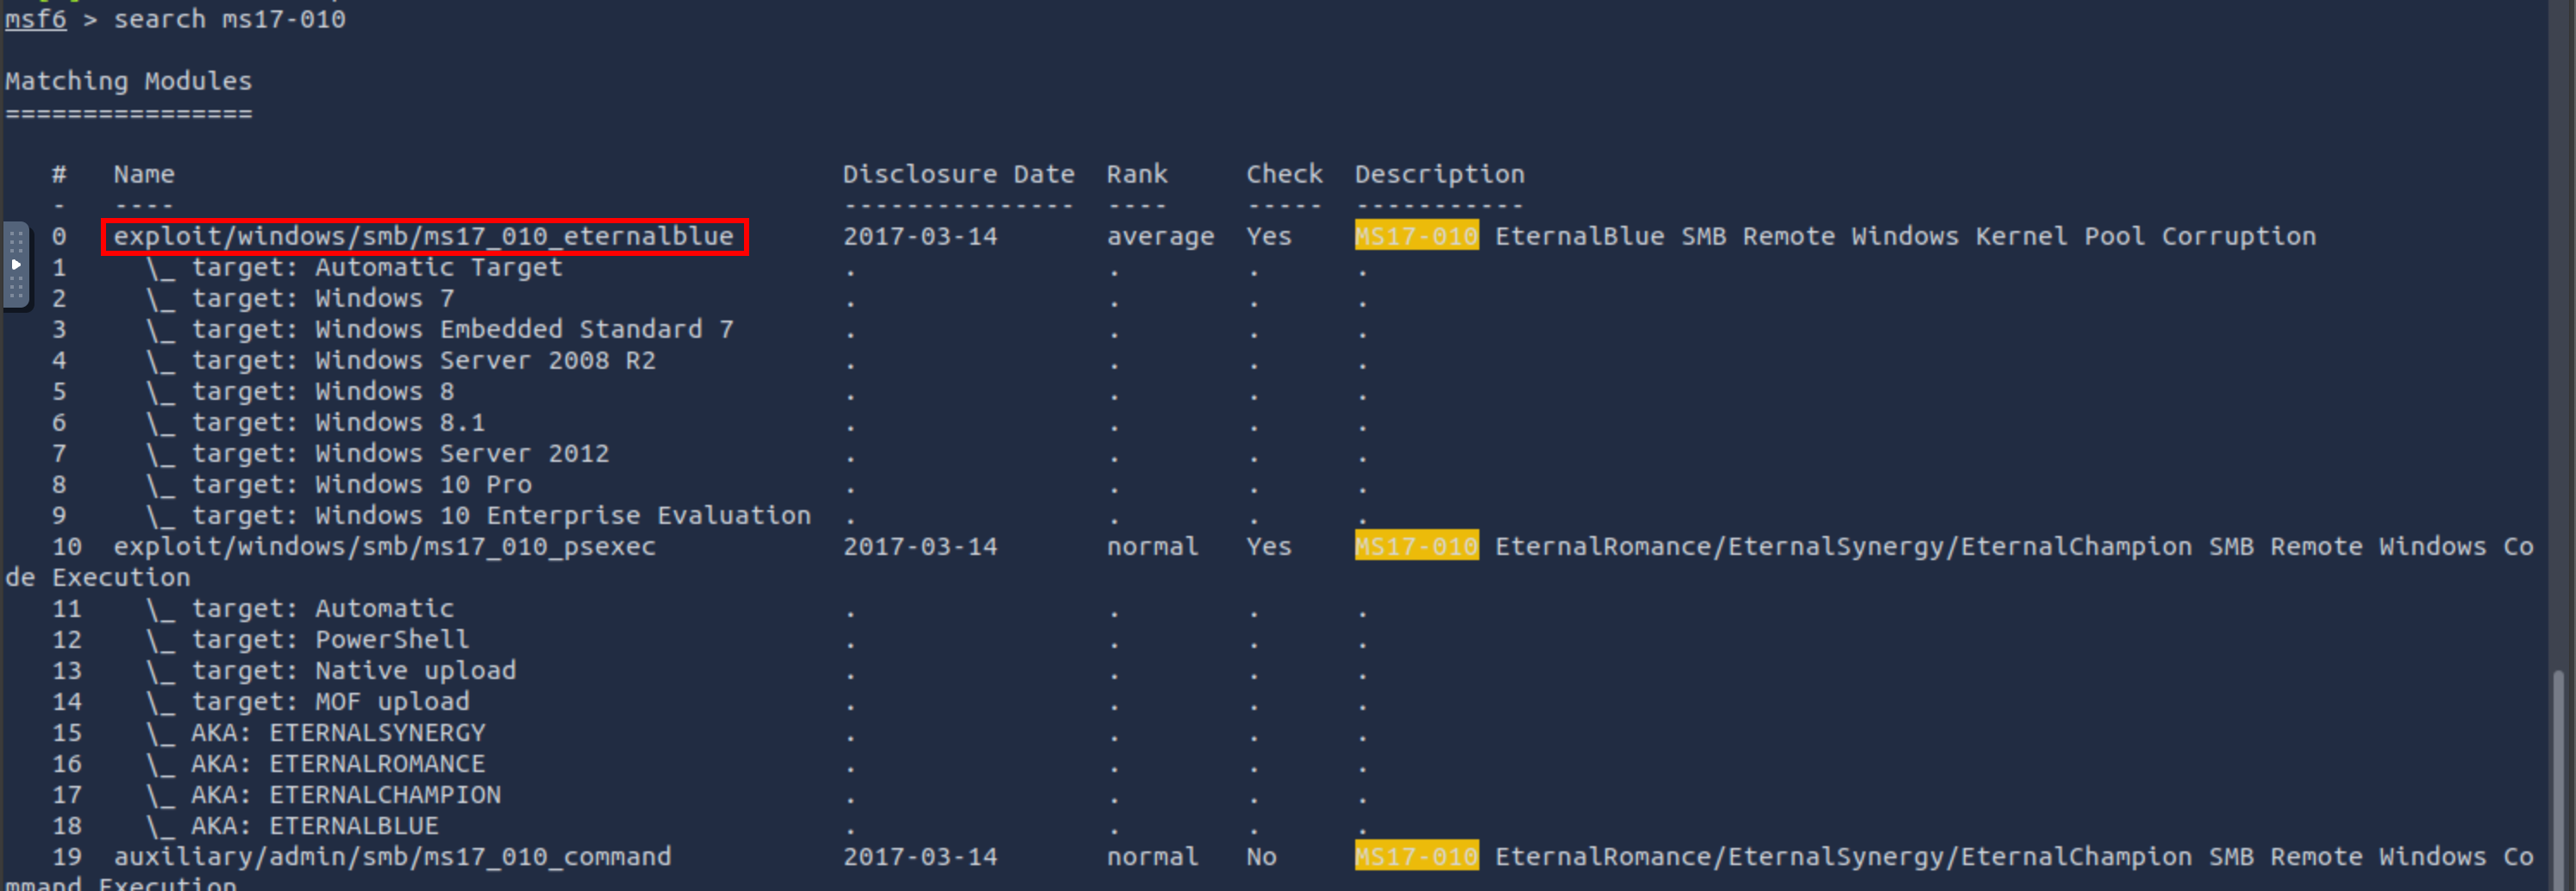 msf6 > search ms17-010
Matching Modules
================
#   Name   Disclosure Date   Rank   Check   Description
-   ----   ---------------   ----   -----   -----------
0   exploit/windows/smb/ms17_010_eternalblue   2017-03-14   average   Yes   MS17-010 EternalBlue SMB Remote Windows Kernel Pool Corruption
1   \_ target: Automatic Target   .   .   .   .
2   \_ target: Windows 7   .   .   .   .
3   \_ target: Windows Embedded Standard 7   .   .   .   .
4   \_ target: Windows Server 2008 R2   .   .   .   .
5   \_ target: Windows 8   .   .   .   .
6   \_ target: Windows 8.1   .   .   .   .
7   \_ target: Windows Server 2012   .   .   .   .
8   \_ target: Windows 10 Pro   .   .   .   .
9   \_ target: Windows 10 Enterprise Evaluation   .   .   .   .
10   exploit/windows/smb/ms17_010_psexec   2017-03-14   normal   Yes   MS17-010 EternalRomance/EternalSynergy/EternalChampion SMB Remote Windows Co
de Execution
11   \_ target: Automatic   .   .   .   .
12   \_ target: PowerShell   .   .   .   .
13   \_ target: Native upload   .   .   .   .
14   \_ target: MOF upload   .   .   .   .
15   \_ AKA: ETERNALSYNERGY   .   .   .   .
16   \_ AKA: ETERNALROMANCE   .   .   .   .
17   \_ AKA: ETERNALCHAMPION   .   .   .   .
18   \_ AKA: ETERNALBLUE   .   .   .   .
19   auxiliary/admin/smb/ms17_010_command   2017-03-14   normal   No   MS17-010 EternalRomance/EternalSynergy/EternalChampion SMB Remote Windows Co
mmand Execution